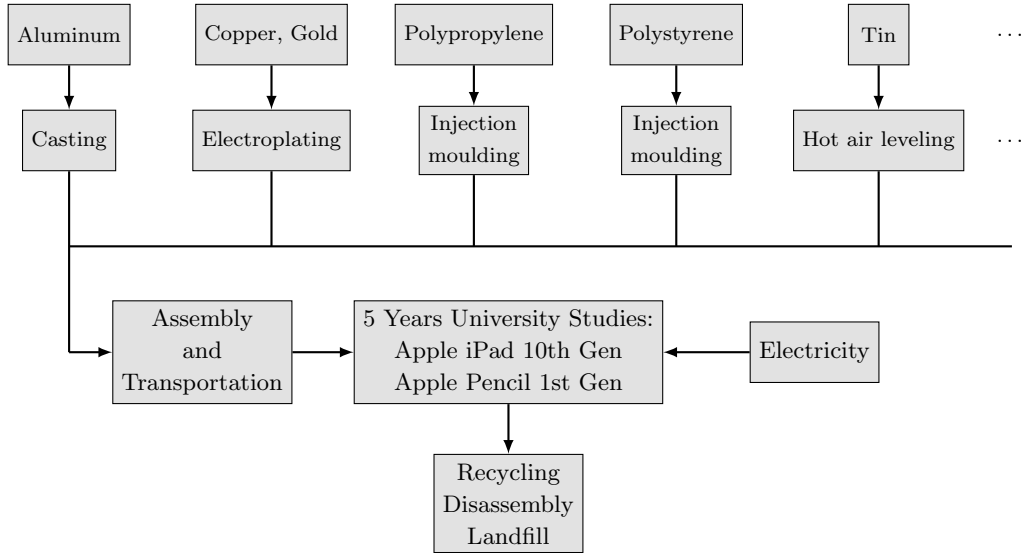 Aluminum
Copper, Gold
Polypropylene
Polystyrene
Tin
...
Casting
Electroplating
Injection
moulding
Injection
moulding
Hot air leveling
...
Assembly
and
Transportation
5 Years University Studies:
Apple iPad 10th Gen
Apple Pencil 1st Gen
Electricity
Recycling
Disassembly
Landfill